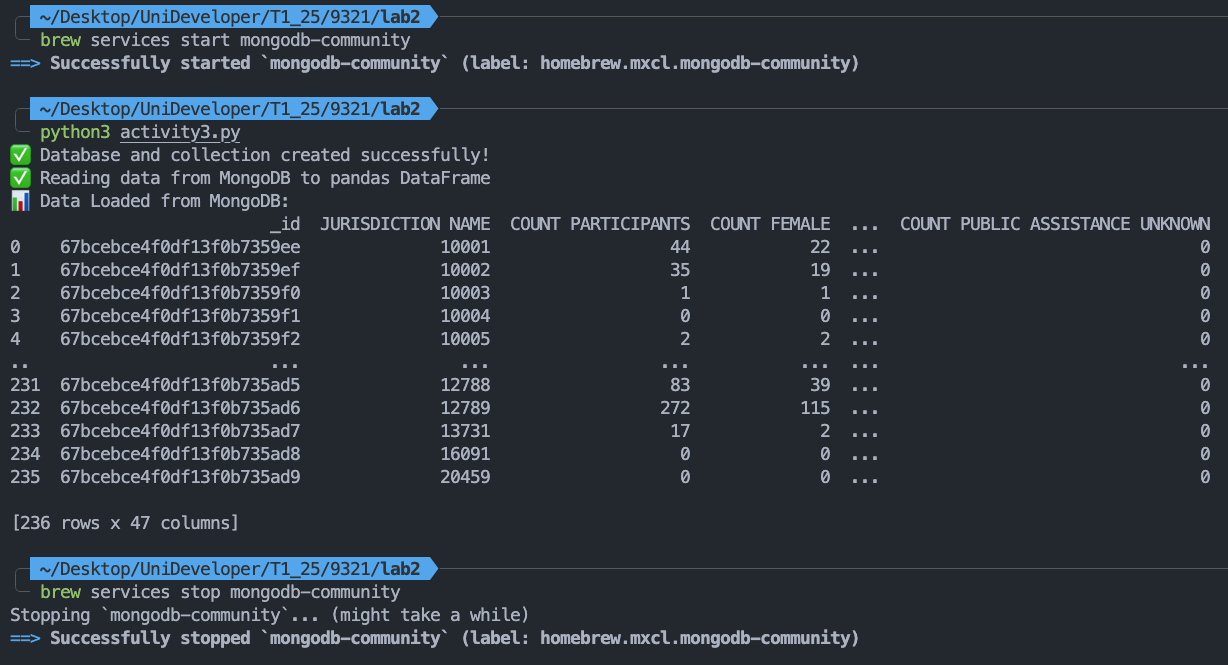 ~/Desktop/UniDeveloper/T1_25/9321/lab2
brew services start mongodb-community
==> Successfully started `mongodb-community` (label: homebrew.mxcl.mongodb-community)
~/Desktop/UniDeveloper/T1_25/9321/lab2
python3 activity3.py
✅ Database and collection created successfully!
✅ Reading data from MongoDB to pandas DataFrame
📊 Data Loaded from MongoDB:
_id JURISDICTION NAME COUNT PARTICIPANTS COUNT FEMALE ... COUNT PUBLIC ASSISTANCE UNKNOWN
0 67bcebce4f0df13f0b7359ee 10001 44 22 ... 0
1 67bcebce4f0df13f0b7359ef 10002 35 19 ... 0
2 67bcebce4f0df13f0b7359f0 10003 1 1 ... 0
3 67bcebce4f0df13f0b7359f1 10004 0 0 ... 0
4 67bcebce4f0df13f0b7359f2 10005 2 2 ... 0
.. ... ... ... ... ... ...
231 67bcebce4f0df13f0b735ad5 12788 83 39 ... 0
232 67bcebce4f0df13f0b735ad6 12789 272 115 ... 0
233 67bcebce4f0df13f0b735ad7 13731 17 2 ... 0
234 67bcebce4f0df13f0b735ad8 16091 0 0 ... 0
235 67bcebce4f0df13f0b735ad9 20459 0 0 ... 0
[236 rows x 47 columns]
~/Desktop/UniDeveloper/T1_25/9321/lab2
brew services stop mongodb-community
Stopping `mongodb-community`... (might take a while)
==> Successfully stopped `mongodb-community` (label: homebrew.mxcl.mongodb-community)